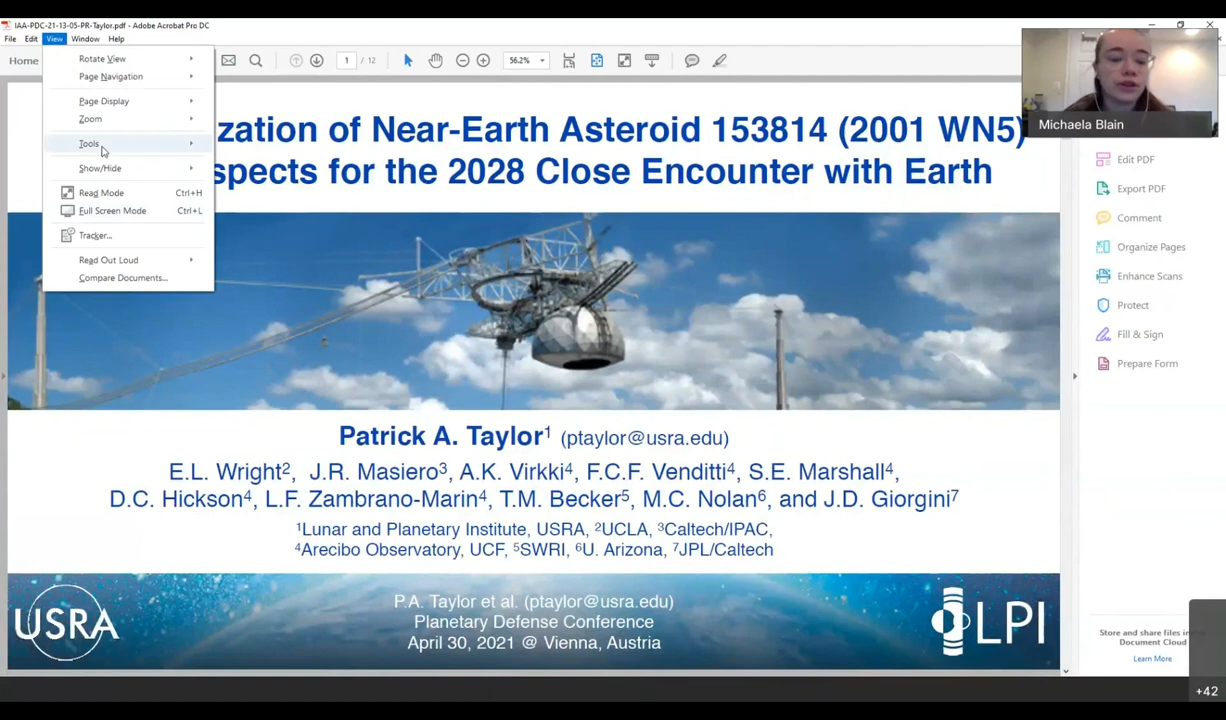 IAA-PDC-21-13-05-PR-Taylor.pdf - Adobe Acrobat Pro DC
File Edit View Window Help
Home
1 / 12
56.2%
Rotate View
Page Navigation
Page Display
Zoom
Tools
Show/Hide
Read Mode Ctrl+H
Full Screen Mode Ctrl+L
Tracker...
Read Out Loud
Compare Documents...
Michaela Blain
zation of Near-Earth Asteroid 153814 (2001 WN5)
spects for the 2028 Close Encounter with Earth
Patrick A. Taylor¹ (ptaylor@usra.edu)
E.L. Wright², J.R. Masiero³, A.K. Virkki⁴, F.C.F. Venditti⁴, S.E. Marshall⁴,
D.C. Hickson⁴, L.F. Zambrano-Marin⁴, T.M. Becker⁵, M.C. Nolan⁶, and J.D. Giorgini⁷
¹Lunar and Planetary Institute, USRA, ²UCLA, ³Caltech/IPAC,
⁴Arecibo Observatory, UCF, ⁵SWRI, ⁶U. Arizona, ⁷JPL/Caltech
USRA
P.A. Taylor et al. (ptaylor@usra.edu)
Planetary Defense Conference
April 30, 2021 @ Vienna, Austria
LPI
Edit PDF
Export PDF
Comment
Organize Pages
Enhance Scans
Protect
Fill & Sign
Prepare Form
Store and share files in
Document Cloud
Learn More
+42